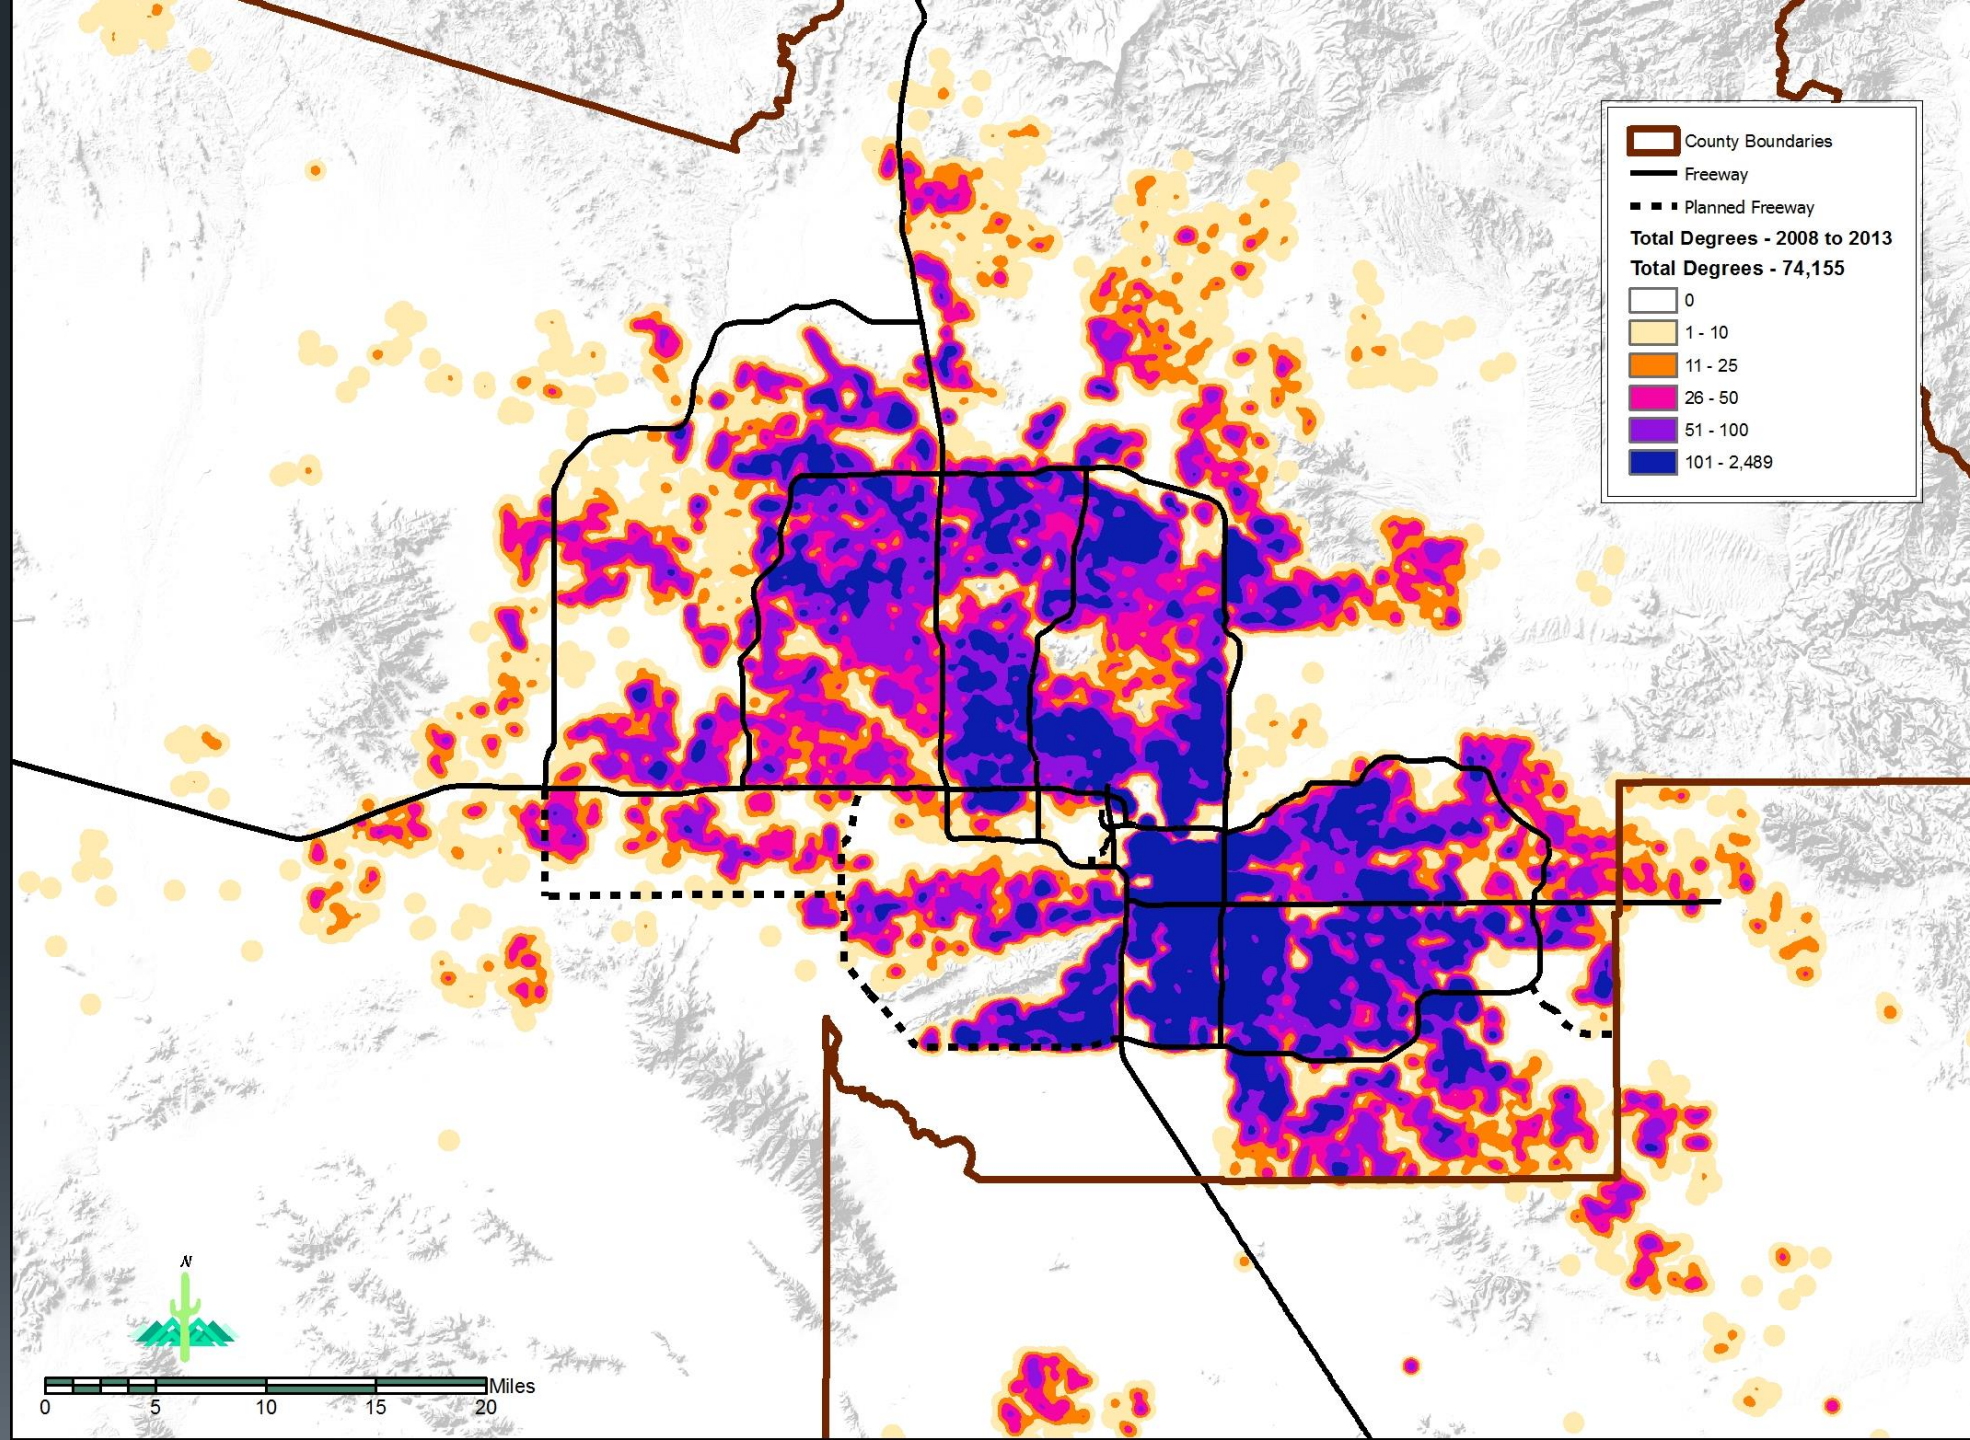 County Boundaries
Freeway
Planned Freeway
Total Degrees - 2008 to 2013
Total Degrees - 74,155
0
1 - 10
11 - 25
26 - 50
51 - 100
101 - 2,489
N
Miles
0 5 10 15 20